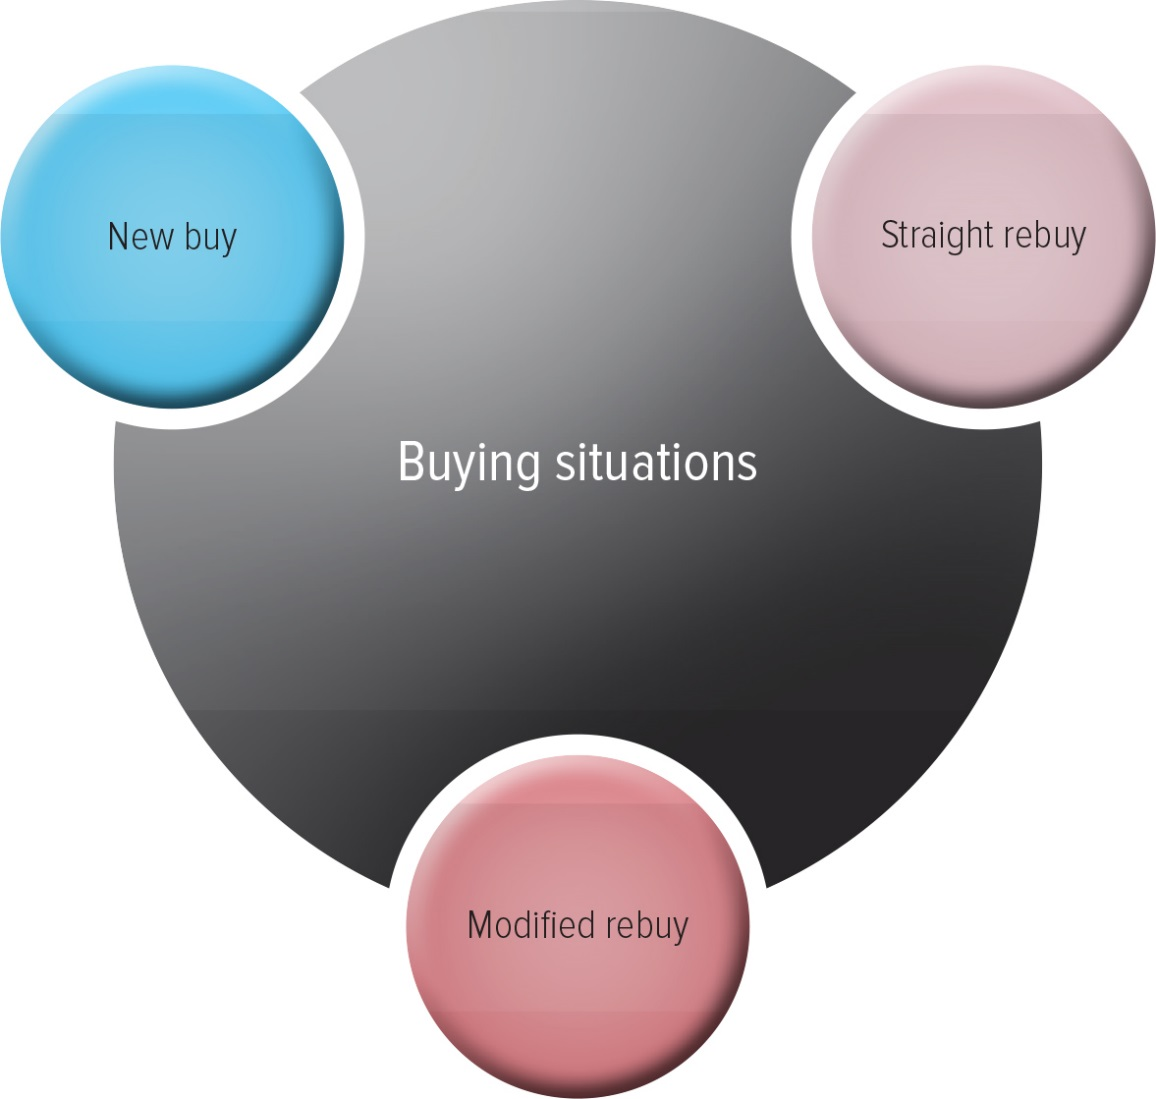 New buy
Straight rebuy
Buying situations
Modified rebuy